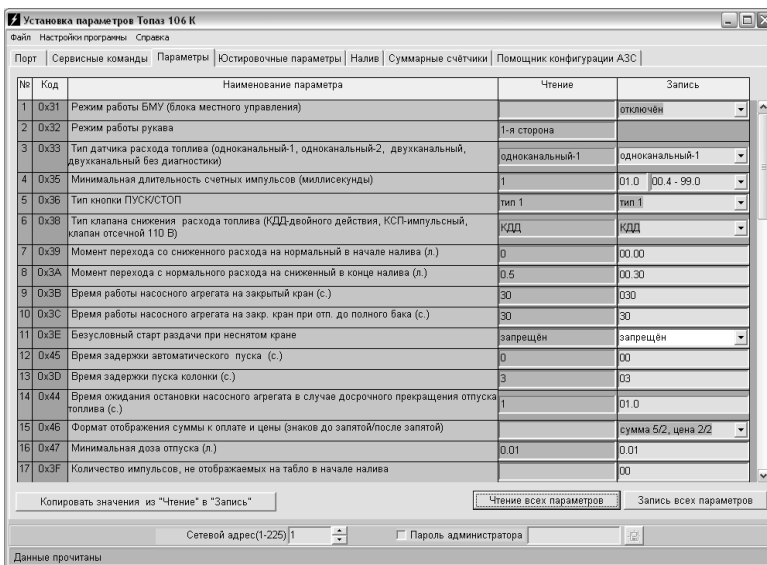 Установка параметров Топаз 106 К
Файл Настройки программы Справка
Порт Сервисные команды Параметры Юстировочные параметры Налив Суммарные счётчики Помощник конфигурации АЗС
№ Код Наименование параметра Чтение Запись
1 0x31 Режим работы БМУ (блока местного управления) отключён
2 0x32 Режим работы рукава 1-я сторона
3 0x33 Тип датчика расхода топлива (одноканальный-1, одноканальный-2, двухканальный,
двухканальный без диагностики) одноканальный-1 одноканальный-1
4 0x35 Минимальная длительность счетных импульсов (миллисекунды) 1 01.0 00.4 - 99.0
5 0x36 Тип кнопки ПУСК/СТОП тип 1 тип 1
6 0x38 Тип клапана снижения расхода топлива (КДД-двойного действия, КСП-импульсный,
клапан отсечной 110 В) КДД КДД
7 0x39 Момент перехода со сниженного расхода на нормальный в начале налива (л.) 0 00.00
8 0x3A Момент перехода с нормального расхода на сниженный в конце налива (л.) 0.5 00.30
9 0x3B Время работы насосного агрегата на закрытый кран (с.) 30 030
10 0x3C Время работы насосного агрегата на закр. кран при отп. до полного бака (с.) 30 30
11 0x3E Безусловный старт раздачи при неснятом кране запрещён запрещён
12 0x45 Время задержки автоматического пуска (с.) 0 00
13 0x3D Время задержки пуска колонки (с.) 3 03
14 0x44 Время ожидания остановки насосного агрегата в случае досрочного прекращения отпуска
топлива (с.) 1 01.0
15 0x46 Формат отображения суммы к оплате и цены (знаков до запятой/после запятой) сумма 5/2, цена 2/2
16 0x47 Минимальная доза отпуска (л.) 0.01 0.01
17 0x3F Количество импульсов, не отображаемых на табло в начале налива 00
Копировать значения из "Чтение" в "Запись" Чтение всех параметров Запись всех параметров
Сетевой адрес(1-225) 1 Пароль администратора
Данные прочитаны